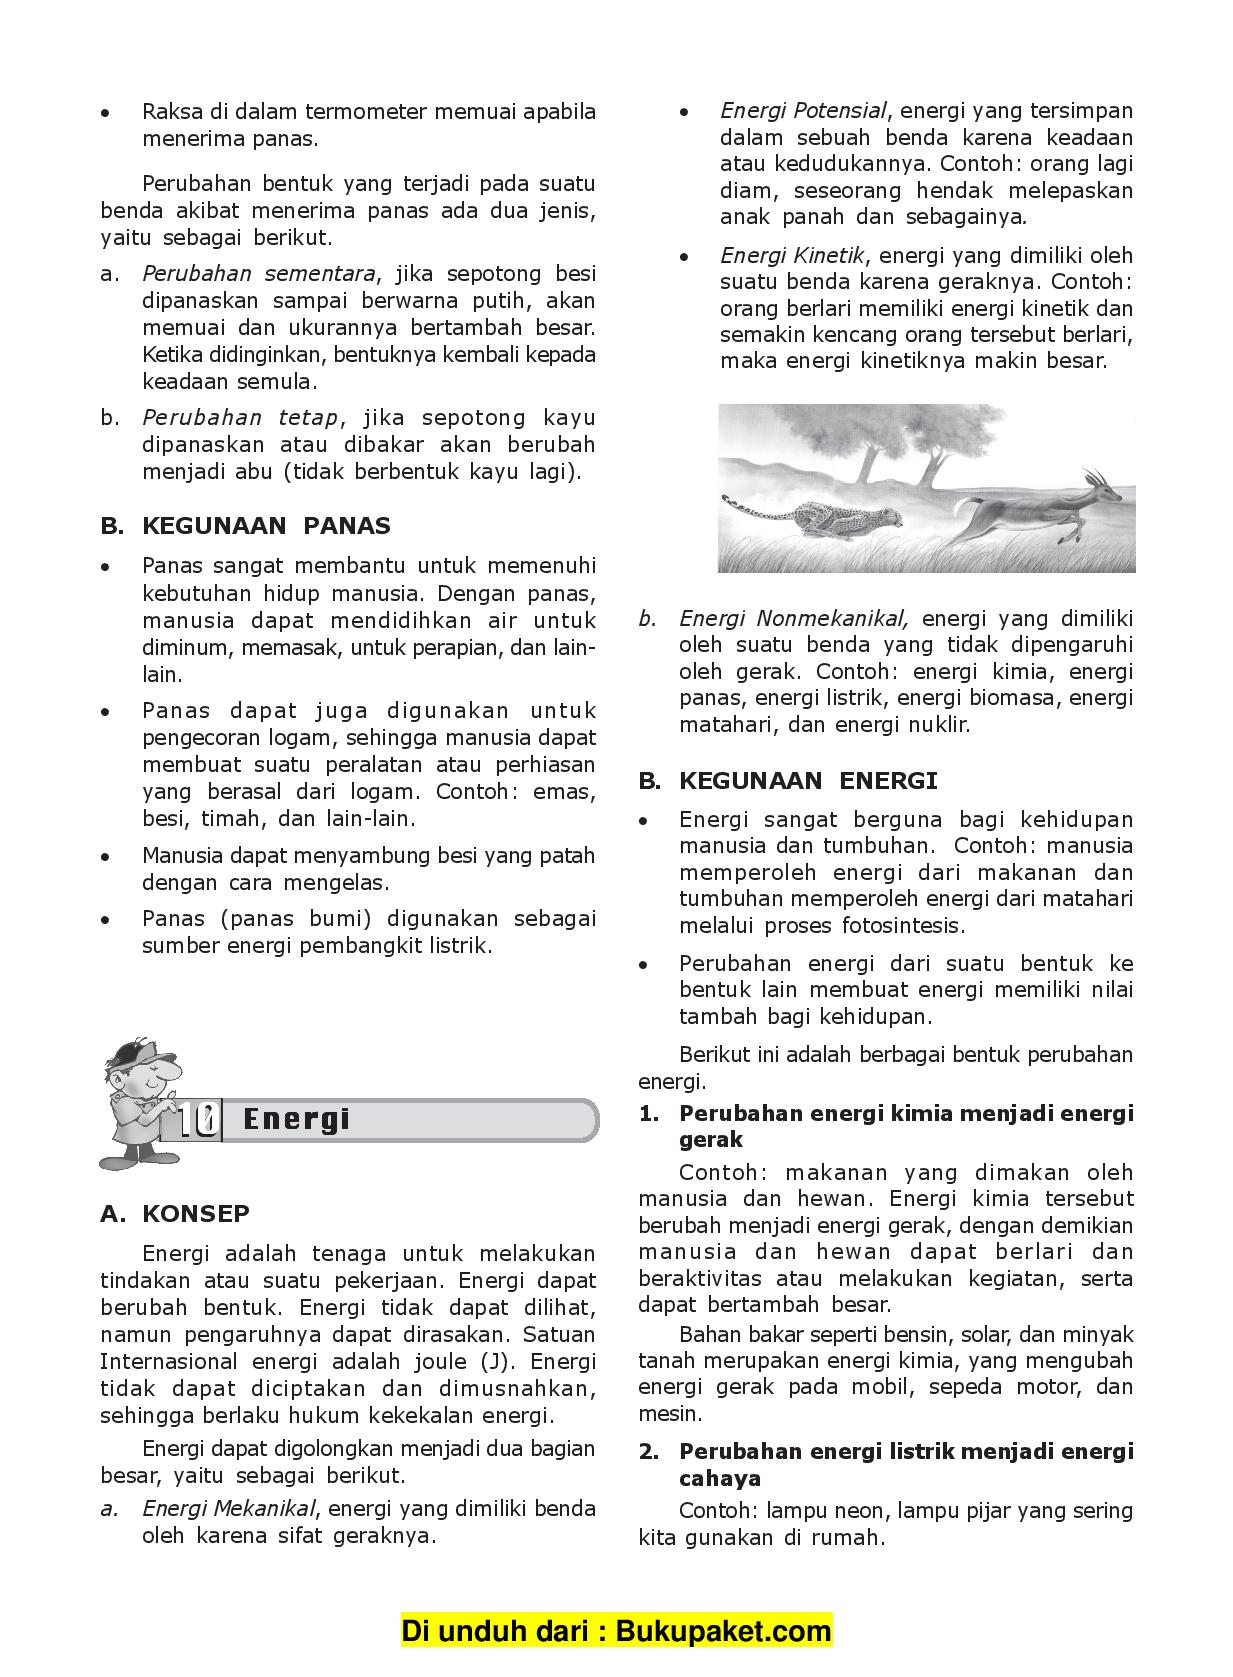 • Raksa di dalam termometer memuai apabila
menerima panas.
Perubahan bentuk yang terjadi pada suatu
benda akibat menerima panas ada dua jenis,
yaitu sebagai berikut.
a. Perubahan sementara, jika sepotong besi
dipanaskan sampai berwarna putih, akan
memuai dan ukurannya bertambah besar.
Ketika didinginkan, bentuknya kembali kepada
keadaan semula.
b. Perubahan tetap, jika sepotong kayu
dipanaskan atau dibakar akan berubah
menjadi abu (tidak berbentuk kayu lagi).
B. KEGUNAAN PANAS
• Panas sangat membantu untuk memenuhi
kebutuhan hidup manusia. Dengan panas,
manusia dapat mendidihkan air untuk
diminum, memasak, untuk perapian, dan lain-
lain.
• Panas dapat juga digunakan untuk
pengecoran logam, sehingga manusia dapat
membuat suatu peralatan atau perhiasan
yang berasal dari logam. Contoh: emas,
besi, timah, dan lain-lain.
• Manusia dapat menyambung besi yang patah
dengan cara mengelas.
• Panas (panas bumi) digunakan sebagai
sumber energi pembangkit listrik.
10 Energi
A. KONSEP
Energi adalah tenaga untuk melakukan
tindakan atau suatu pekerjaan. Energi dapat
berubah bentuk. Energi tidak dapat dilihat,
namun pengaruhnya dapat dirasakan. Satuan
Internasional energi adalah joule (J). Energi
tidak dapat diciptakan dan dimusnahkan,
sehingga berlaku hukum kekekalan energi.
Energi dapat digolongkan menjadi dua bagian
besar, yaitu sebagai berikut.
a. Energi Mekanikal, energi yang dimiliki benda
oleh karena sifat geraknya.
• Energi Potensial, energi yang tersimpan
dalam sebuah benda karena keadaan
atau kedudukannya. Contoh: orang lagi
diam, seseorang hendak melepaskan
anak panah dan sebagainya.
• Energi Kinetik, energi yang dimiliki oleh
suatu benda karena geraknya. Contoh:
orang berlari memiliki energi kinetik dan
semakin kencang orang tersebut berlari,
maka energi kinetiknya makin besar.
b. Energi Nonmekanikal, energi yang dimiliki
oleh suatu benda yang tidak dipengaruhi
oleh gerak. Contoh: energi kimia, energi
panas, energi listrik, energi biomasa, energi
matahari, dan energi nuklir.
B. KEGUNAAN ENERGI
• Energi sangat berguna bagi kehidupan
manusia dan tumbuhan. Contoh: manusia
memperoleh energi dari makanan dan
tumbuhan memperoleh energi dari matahari
melalui proses fotosintesis.
• Perubahan energi dari suatu bentuk ke
bentuk lain membuat energi memiliki nilai
tambah bagi kehidupan.
Berikut ini adalah berbagai bentuk perubahan
energi.
1. Perubahan energi kimia menjadi energi
gerak
Contoh: makanan yang dimakan oleh
manusia dan hewan. Energi kimia tersebut
berubah menjadi energi gerak, dengan demikian
manusia dan hewan dapat berlari dan
beraktivitas atau melakukan kegiatan, serta
dapat bertambah besar.
Bahan bakar seperti bensin, solar, dan minyak
tanah merupakan energi kimia, yang mengubah
energi gerak pada mobil, sepeda motor, dan
mesin.
2. Perubahan energi listrik menjadi energi
cahaya
Contoh: lampu neon, lampu pijar yang sering
kita gunakan di rumah.
Di unduh dari : Bukupaket.com